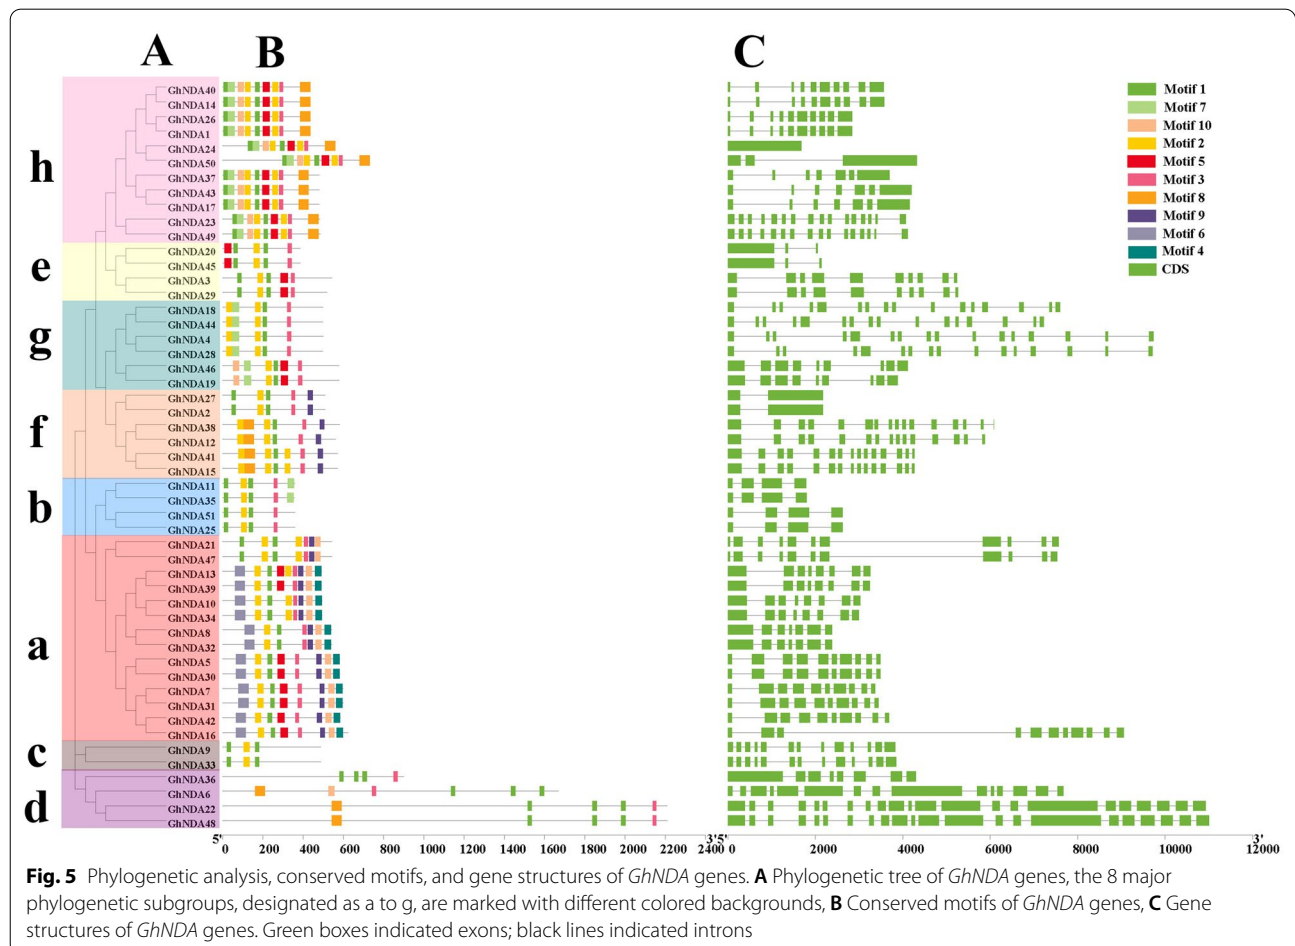 A
B
C
h
e
g
f
b
a
c
d
GhNDA40
GhNDA14
GhNDA26
GhNDA1
GhNDA24
GhNDA50
GhNDA37
GhNDA43
GhNDA17
GhNDA23
GhNDA49
GhNDA20
GhNDA45
GhNDA3
GhNDA29
GhNDA18
GhNDA44
GhNDA4
GhNDA28
GhNDA46
GhNDA19
GhNDA27
GhNDA2
GhNDA38
GhNDA12
GhNDA41
GhNDA15
GhNDA11
GhNDA35
GhNDA51
GhNDA25
GhNDA21
GhNDA47
GhNDA13
GhNDA39
GhNDA10
GhNDA34
GhNDA8
GhNDA32
GhNDA5
GhNDA30
GhNDA7
GhNDA31
GhNDA42
GhNDA16
GhNDA9
GhNDA33
GhNDA36
GhNDA6
GhNDA22
GhNDA48
Motif 1
Motif 7
Motif 10
Motif 2
Motif 5
Motif 3
Motif 8
Motif 9
Motif 6
Motif 4
CDS
5' 3' 5' 3'
0 200 400 600 800 1000 1200 1400 1600 1800 2000 2200 2400 0 2000 4000 6000 8000 10000 12000
Fig. 5 Phylogenetic analysis, conserved motifs, and gene structures of GhNDA genes. A Phylogenetic tree of GhNDA genes, the 8 major
phylogenetic subgroups, designated as a to g, are marked with different colored backgrounds, B Conserved motifs of GhNDA genes, C Gene
structures of GhNDA genes. Green boxes indicated exons; black lines indicated introns